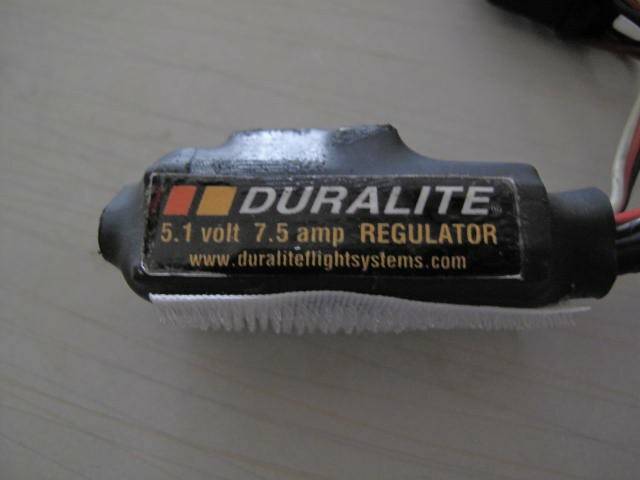 DURALITE
5.1 volt 7.5 amp REGULATOR
www.duraliteflightsystems.com